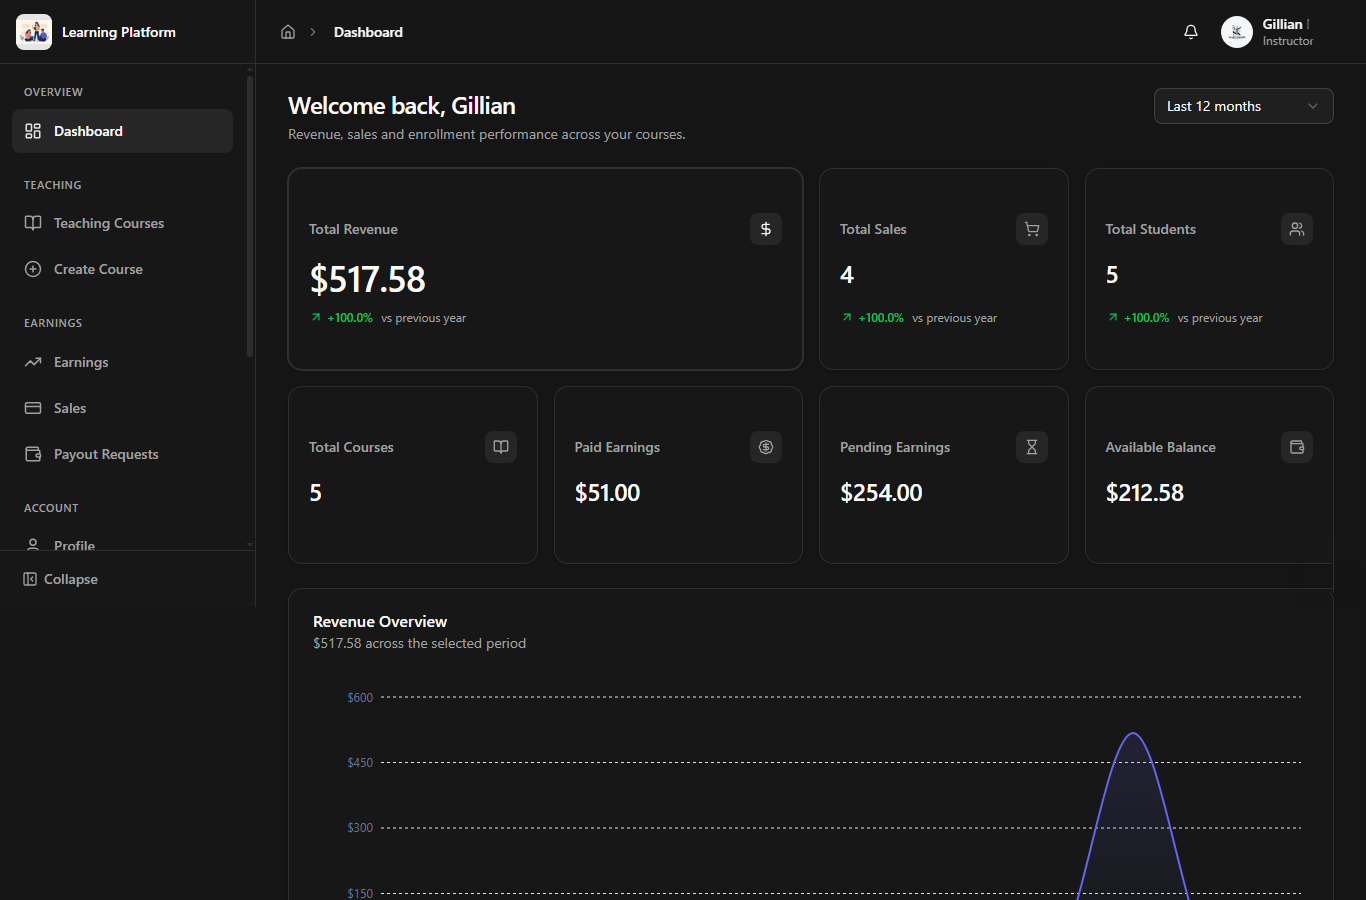 Learning Platform
Dashboard
Gillian
Instructor
OVERVIEW
Dashboard
TEACHING
Teaching Courses
Create Course
EARNINGS
Earnings
Sales
Payout Requests
ACCOUNT
Profile
Collapse
Welcome back, Gillian
Last 12 months
Revenue, sales and enrollment performance across your courses.
Total Revenue
$517.58
+100.0% vs previous year
Total Sales
4
+100.0% vs previous year
Total Students
5
+100.0% vs previous year
Total Courses
5
Paid Earnings
$51.00
Pending Earnings
$254.00
Available Balance
$212.58
Revenue Overview
$517.58 across the selected period
$600
$450
$300
$150